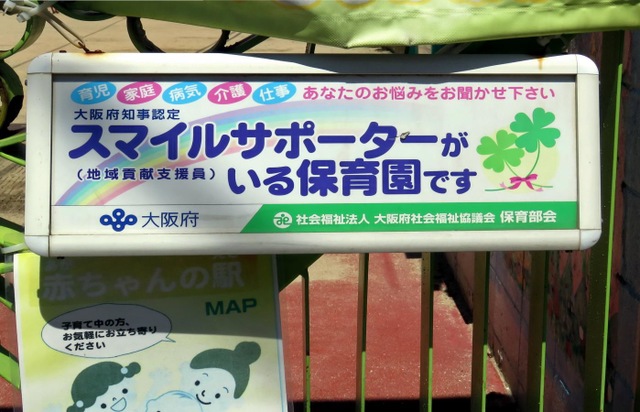 育児 家庭 病気 介護 仕事 あなたのお悩みをお聞かせ下さい
大阪府知事認定
スマイルサポーターが
(地域貢献支援員)
いる保育園です
大阪府
社会福祉法人 大阪府社会福祉協議会 保育部会
赤ちゃんの駅
MAP
子育て中の方、
お気軽にお立ち寄り
ください